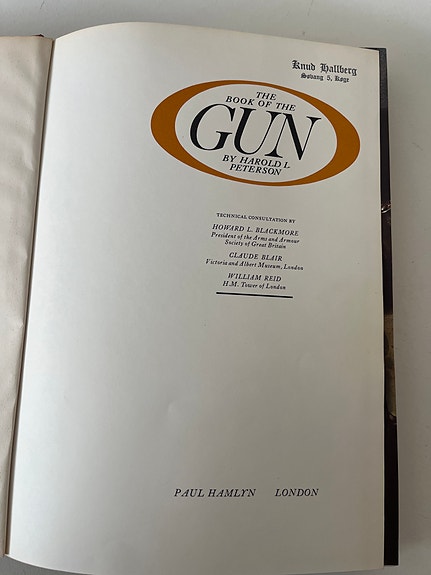 Knud Hallberg
Søvang 5, Køge
THE
BOOK OF THE
GUN
BY HAROLD L.
PETERSON
TECHNICAL CONSULTATION BY
HOWARD L. BLACKMORE
President of the Arms and Armour
Society of Great Britain
CLAUDE BLAIR
Victoria and Albert Museum, London
WILLIAM REID
H.M. Tower of London
PAUL HAMLYN LONDON